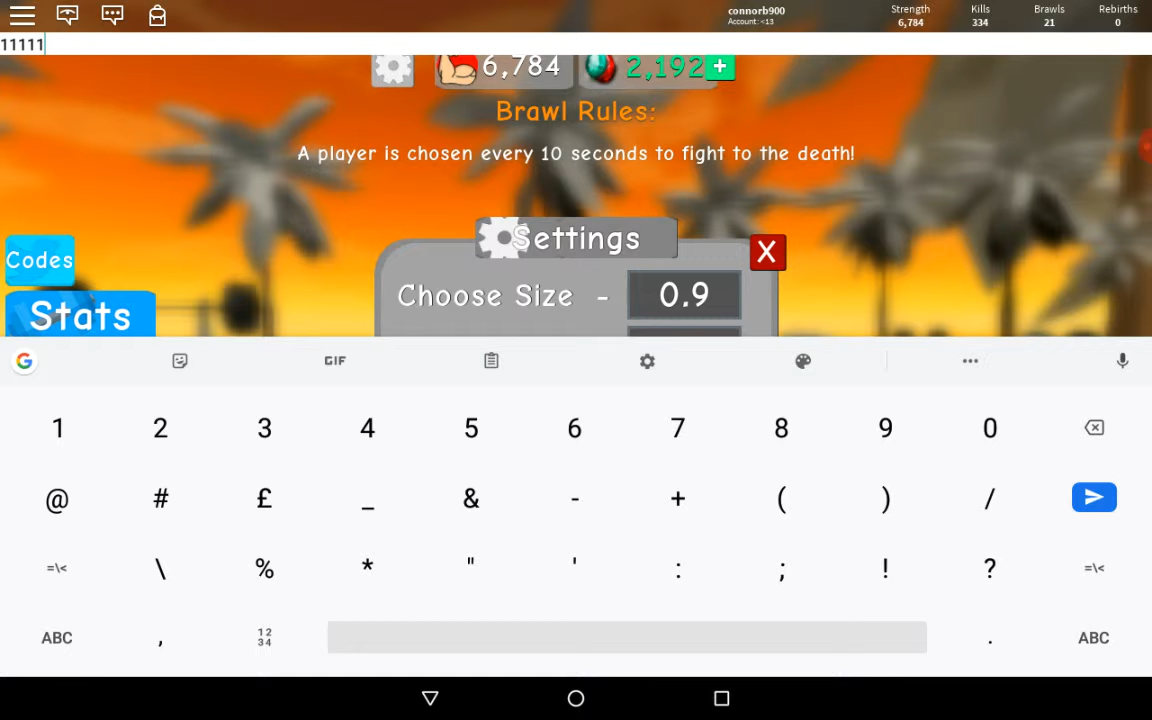 connorb900
Account: <13
Strength
6,784
Kills
334
Brawls
21
Rebirths
0
11111
6,784
2,192
+
Brawl Rules:
A player is chosen every 10 seconds to fight to the death!
Settings
X
Codes
Choose Size - 0.9
Stats
G
GIF
1 2 3 4 5 6 7 8 9 0
@ # £ _ & - + ( ) /
=\< \ % * " ' : ; ! ? =\<
ABC , 12 34 . ABC